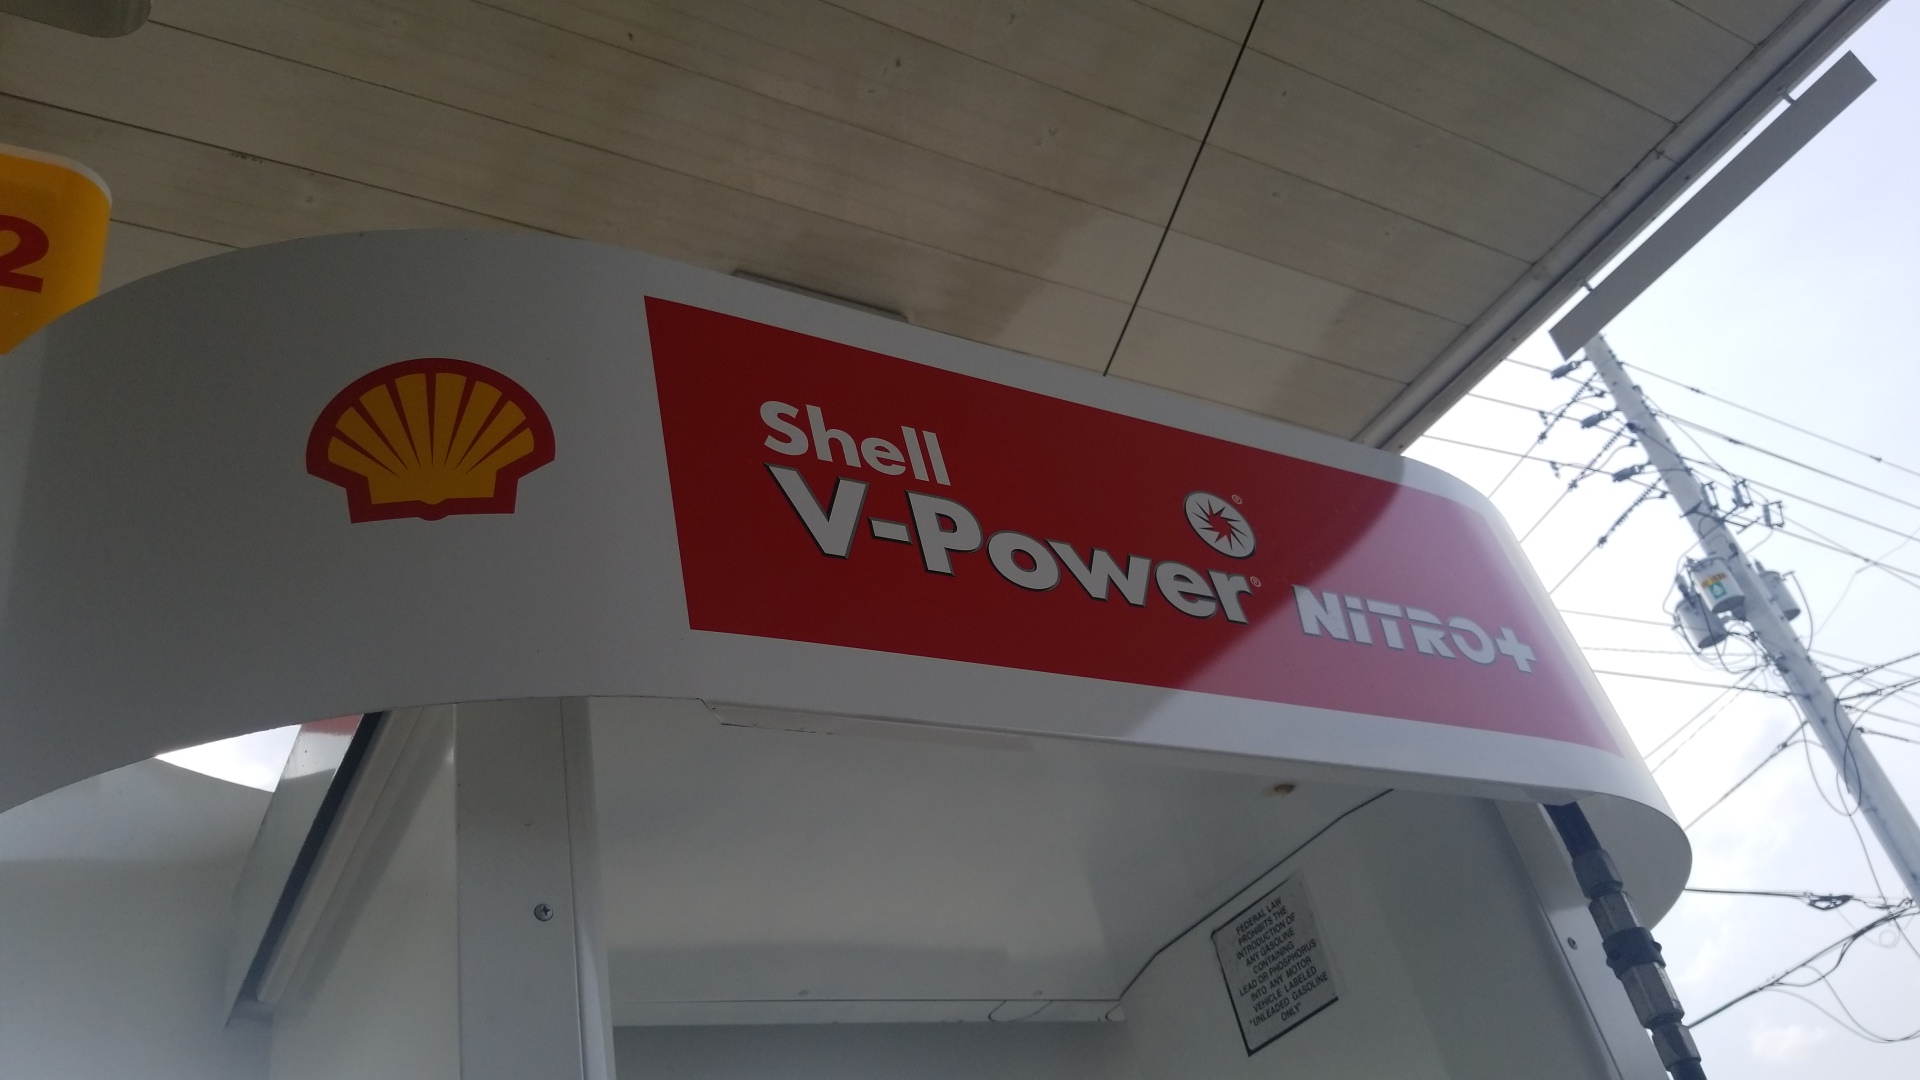 2
Shell
V-Power®
NiTRO+
FEDERAL LAW
PROHIBITS THE
INTRODUCTION OF
ANY GASOLINE
CONTAINING
LEAD OR PHOSPHORUS
INTO ANY MOTOR
VEHICLE LABELED
"UNLEADED GASOLINE
ONLY"